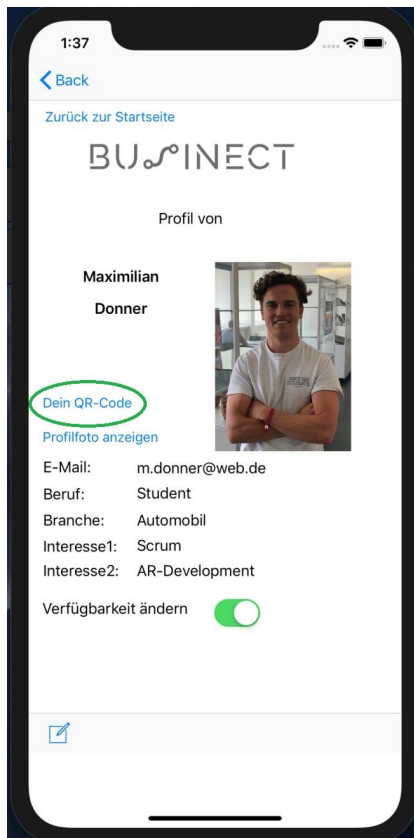 1:37
Back
Zurück zur Startseite
BUSINECT
Profil von
Maximilian
Donner
Dein QR-Code
Profilfoto anzeigen
E-Mail: m.donner@web.de
Beruf: Student
Branche: Automobil
Interesse1: Scrum
Interesse2: AR-Development
Verfügbarkeit ändern